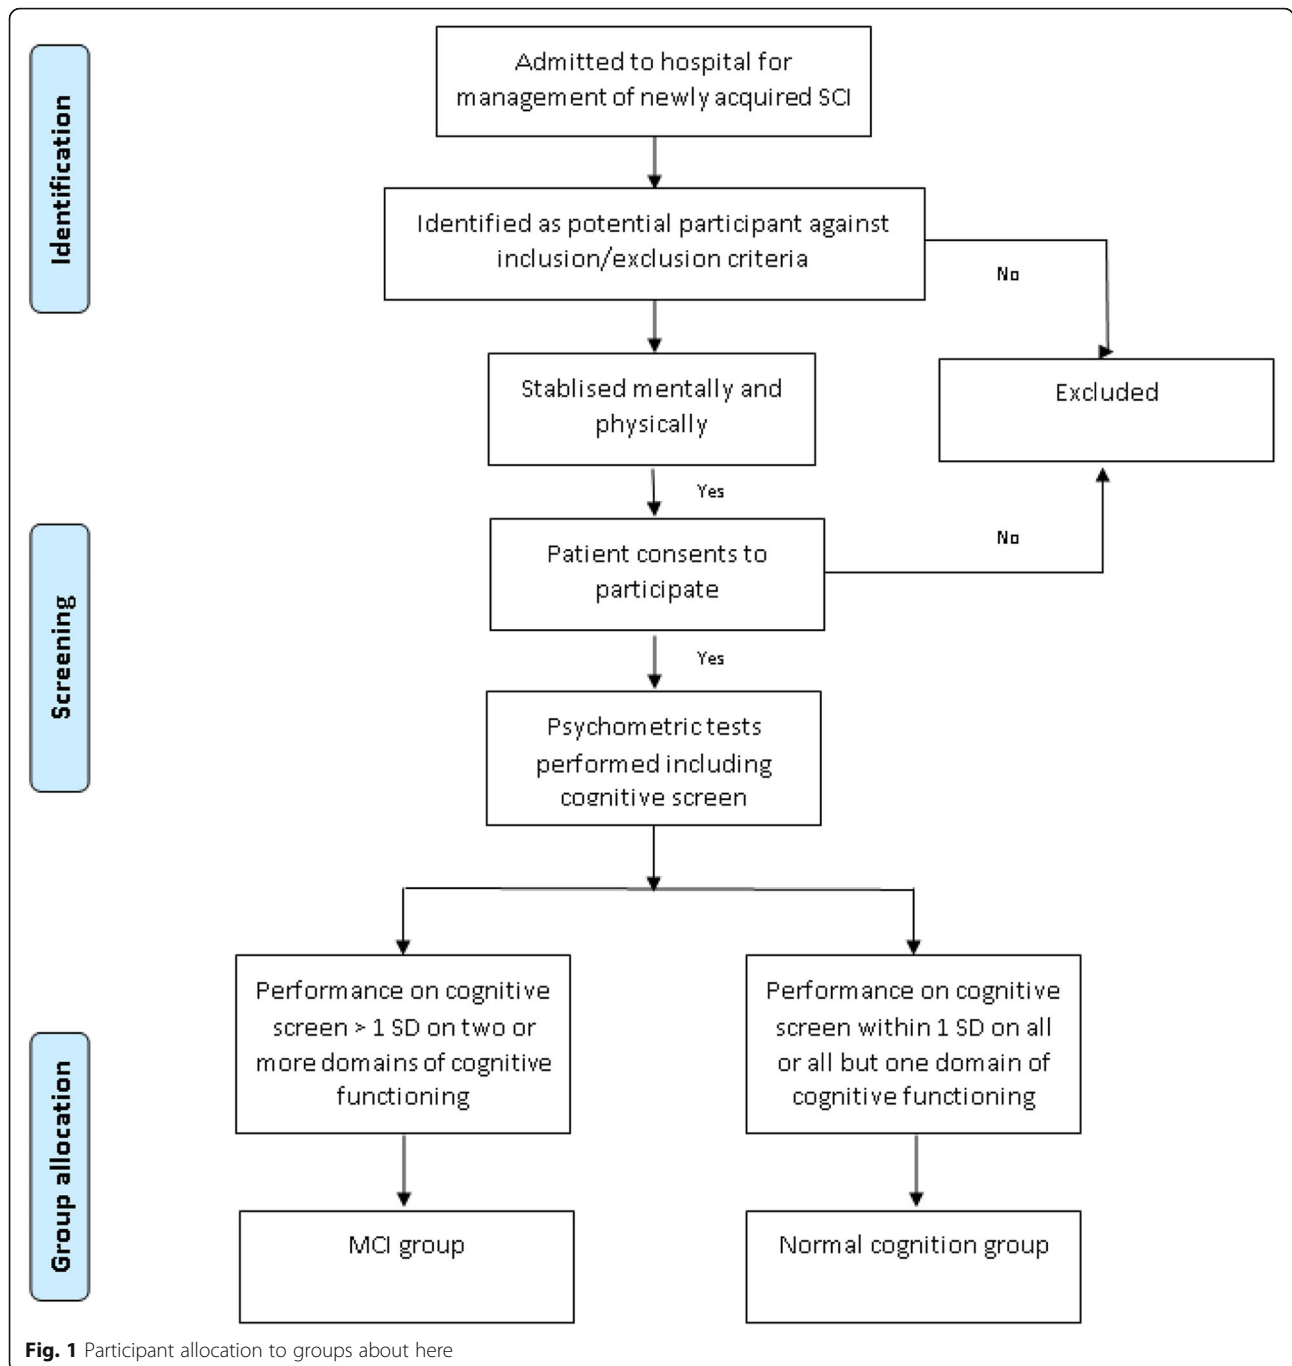 Identification
Admitted to hospital for
management of newly acquired SCI
Identified as potential participant against
inclusion/exclusion criteria
No
Stablised mentally and
physically
Excluded
Yes
Screening
Patient consents to
participate
No
Yes
Psychometric tests
performed including
cognitive screen
Group allocation
Performance on cognitive
screen > 1 SD on two or
more domains of cognitive
functioning
Performance on cognitive
screen within 1 SD on all
or all but one domain of
cognitive functioning
MCI group
Normal cognition group
Fig. 1 Participant allocation to groups about here